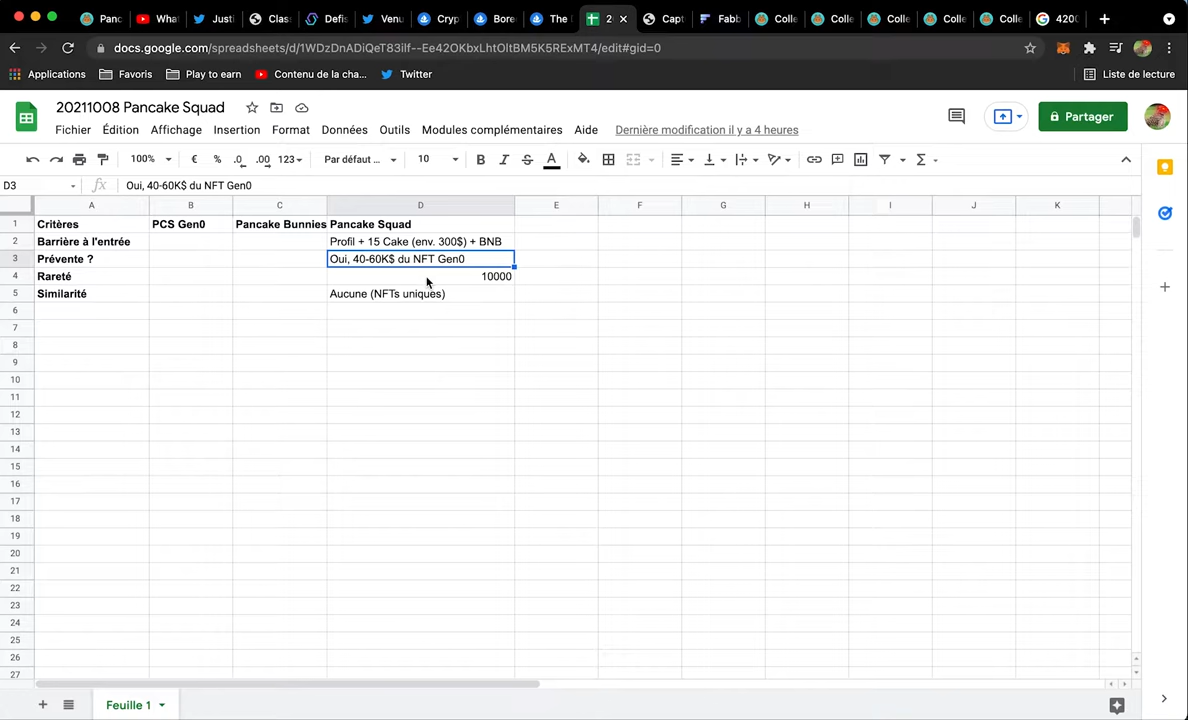 Panc
What
Justi
Class
Defis
Venu
Cryp
Bore
The
2
Capt
Fabb
Colle
Colle
Colle
Colle
Colle
420
docs.google.com/spreadsheets/d/1WDzDnADiQeT83ilf--Ee42OKbxLhtOltBM5K5RExMT4/edit#gid=0
Applications
Favoris
Play to earn
Contenu de la cha...
Twitter
Liste de lecture
20211008 Pancake Squad
Fichier Édition Affichage Insertion Format Données Outils Modules complémentaires Aide Dernière modification il y a 4 heures
Partager
100% € % .0 .00 123 Par défaut ... 10 B I S A Σ
D3 fx Oui, 40-60K$ du NFT Gen0
A B C D E F G H I J K
1 Critères PCS Gen0 Pancake Bunnies Pancake Squad
2 Barrière à l'entrée Profil + 15 Cake (env. 300$) + BNB
3 Prévente ? Oui, 40-60K$ du NFT Gen0
4 Rareté 10000
5 Similarité Aucune (NFTs uniques)
6
7
8
9
10
11
12
13
14
15
16
17
18
19
20
21
22
23
24
25
26
27
Feuille 1